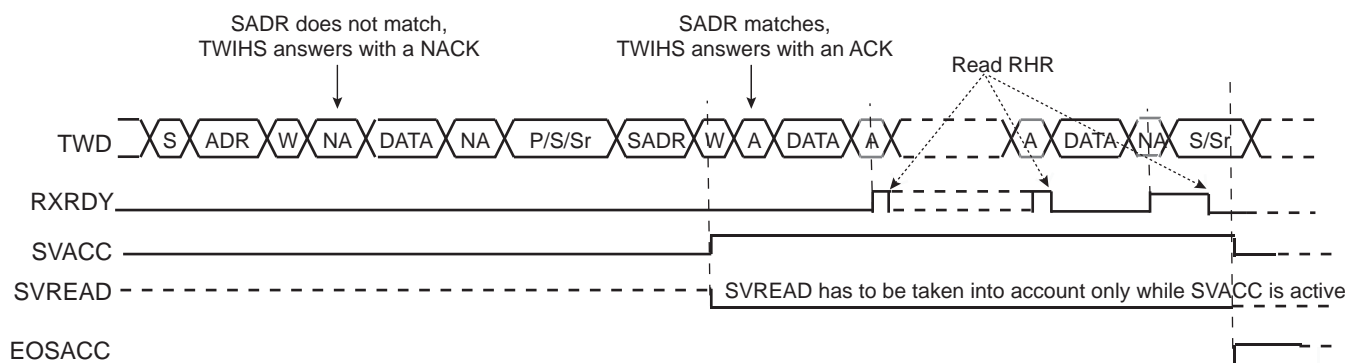 SADR does not match,
TWIHS answers with a NACK
SADR matches,
TWIHS answers with an ACK
Read RHR
TWD S ADR W NA DATA NA P/S/Sr SADR W A DATA A A DATA NA S/Sr
RXRDY
SVACC
SVREAD SVREAD has to be taken into account only while SVACC is active
EOSACC